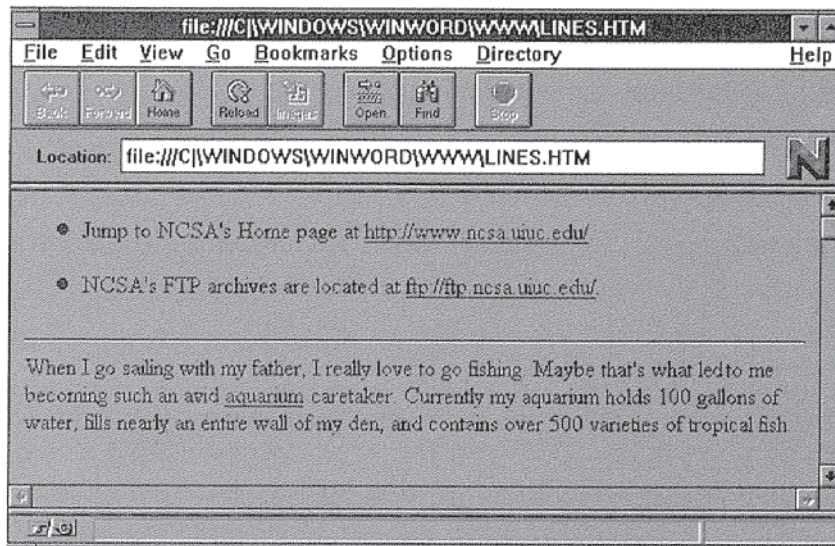 file:///C|\WINDOWS\WINWORD\WWW\LINES.HTM
File Edit View Go Bookmarks Options Directory Help
Back Forward Home Reload Images Open Find Stop
Location: file:///C|\WINDOWS\WINWORD\WWW\LINES.HTM
N
Jump to NCSA's Home page at http://www.ncsa.uiuc.edu/
NCSA's FTP archives are located at ftp://ftp.ncsa.uiuc.edu/.
When I go sailing with my father, I really love to go fishing. Maybe that's what led to me
becoming such an avid aquarium caretaker. Currently my aquarium holds 100 gallons of
water, fills nearly an entire wall of my den, and contains over 500 varieties of tropical fish